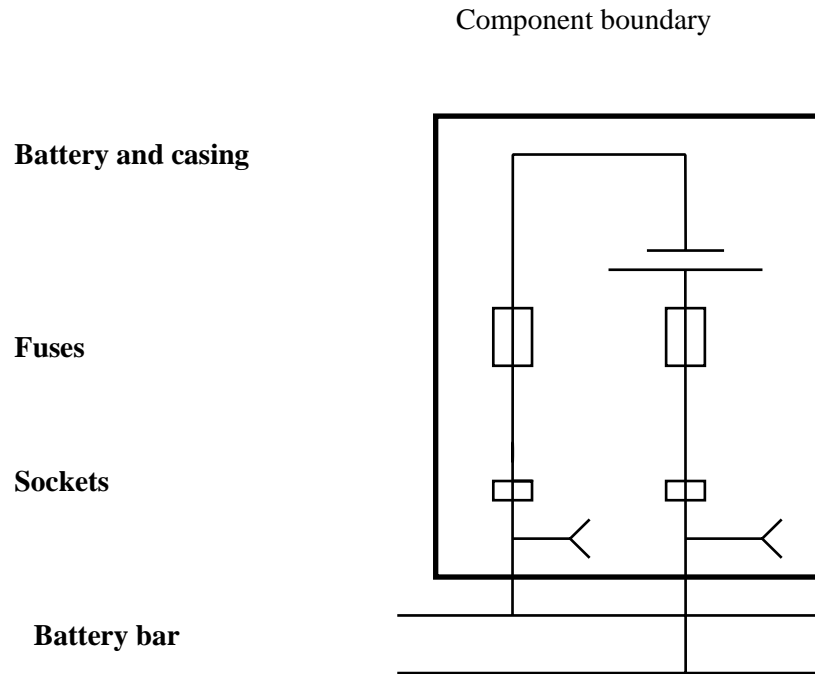 Component boundary
Battery and casing
Fuses
Sockets
Battery bar